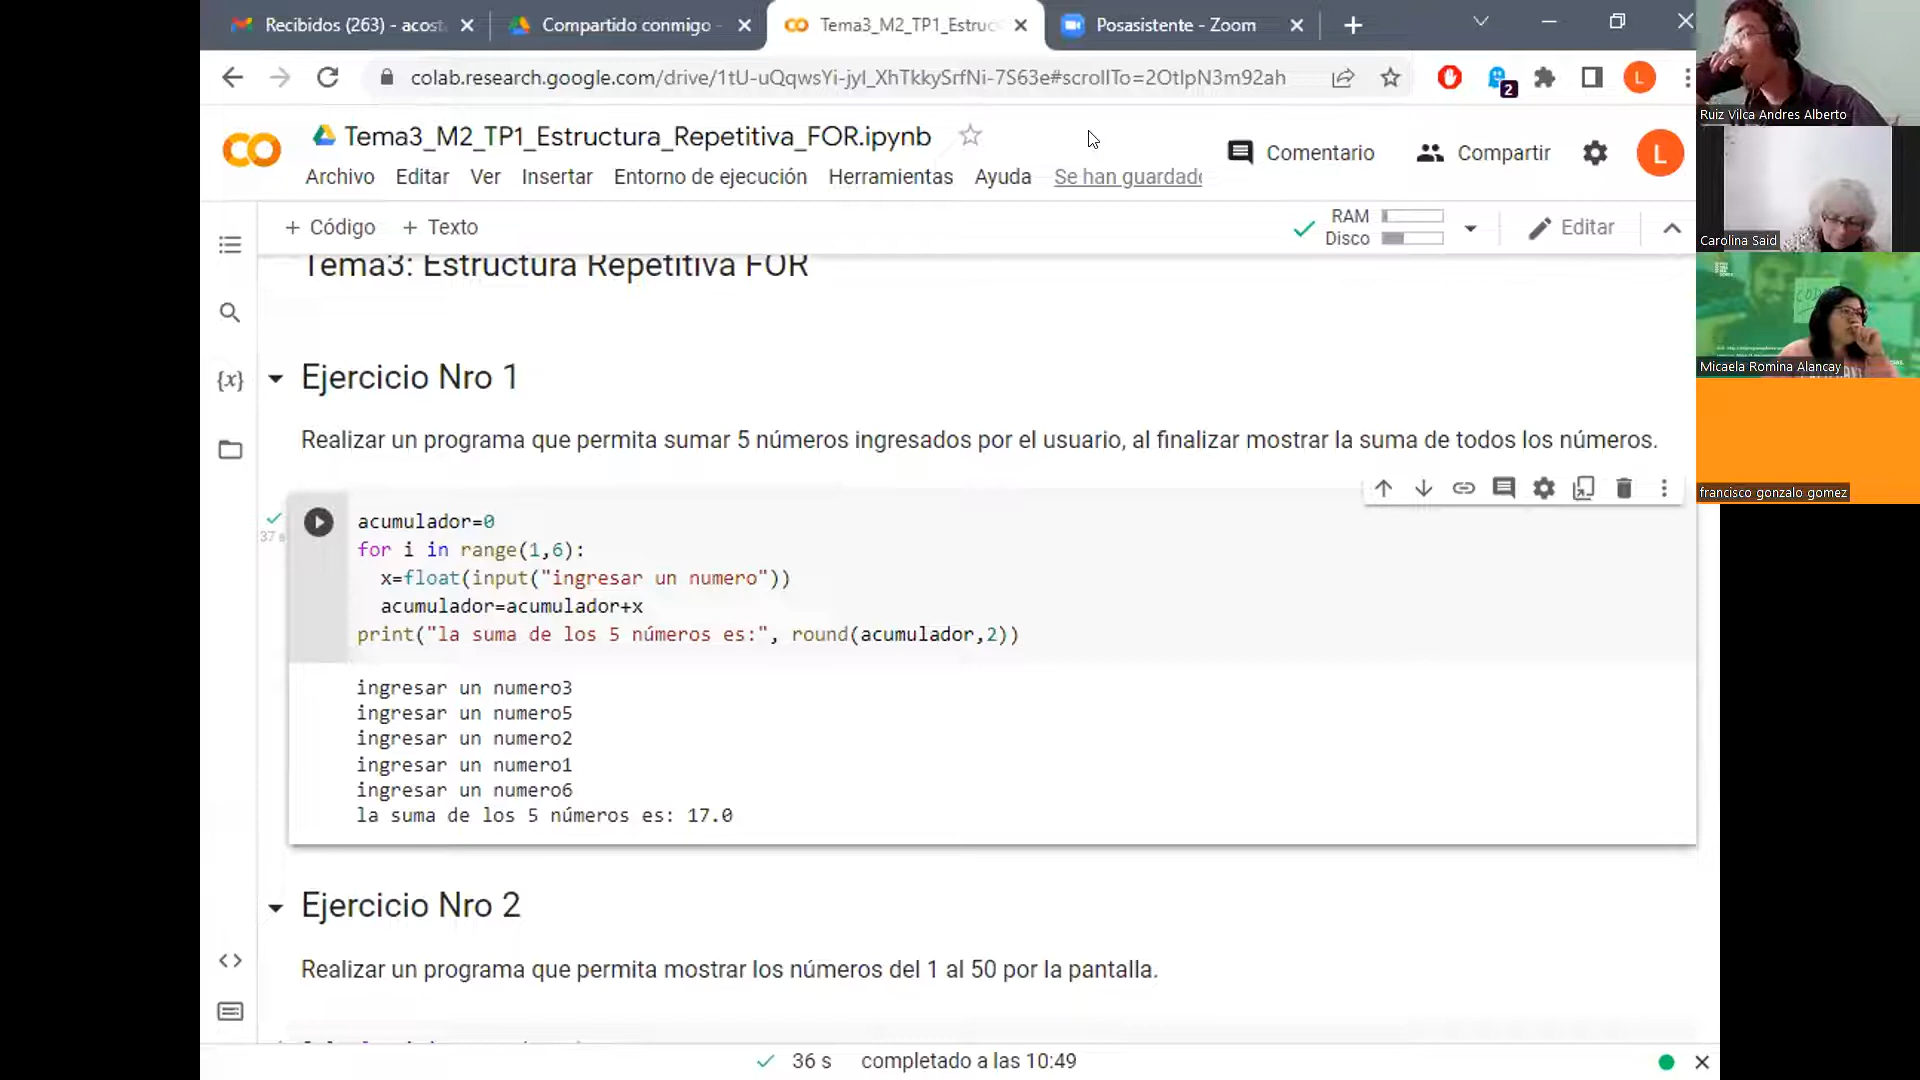 Recibidos (263) - acost
Compartido conmigo -
Tema3_M2_TP1_Estruc
Posasistente - Zoom
colab.research.google.com/drive/1tU-uQqwsYi-jyI_XhTkkySrfNi-7S63e#scrollTo=2OtIpN3m92ah
2
L
Tema3_M2_TP1_Estructura_Repetitiva_FOR.ipynb
Archivo Editar Ver Insertar Entorno de ejecución Herramientas Ayuda Se han guardado
Comentario
Compartir
L
+ Código + Texto
RAM
Disco
Editar
Tema3: Estructura Repetitiva FOR
Ejercicio Nro 1
Realizar un programa que permita sumar 5 números ingresados por el usuario, al finalizar mostrar la suma de todos los números.
37 s
acumulador=0
for i in range(1,6):
x=float(input("ingresar un numero"))
acumulador=acumulador+x
print("la suma de los 5 números es:", round(acumulador,2))
ingresar un numero3
ingresar un numero5
ingresar un numero2
ingresar un numero1
ingresar un numero6
la suma de los 5 números es: 17.0
Ejercicio Nro 2
Realizar un programa que permita mostrar los números del 1 al 50 por la pantalla.
36 s completado a las 10:49
Ruiz Vilca Andres Alberto
Carolina Said
Micaela Romina Alancay
francisco gonzalo gomez